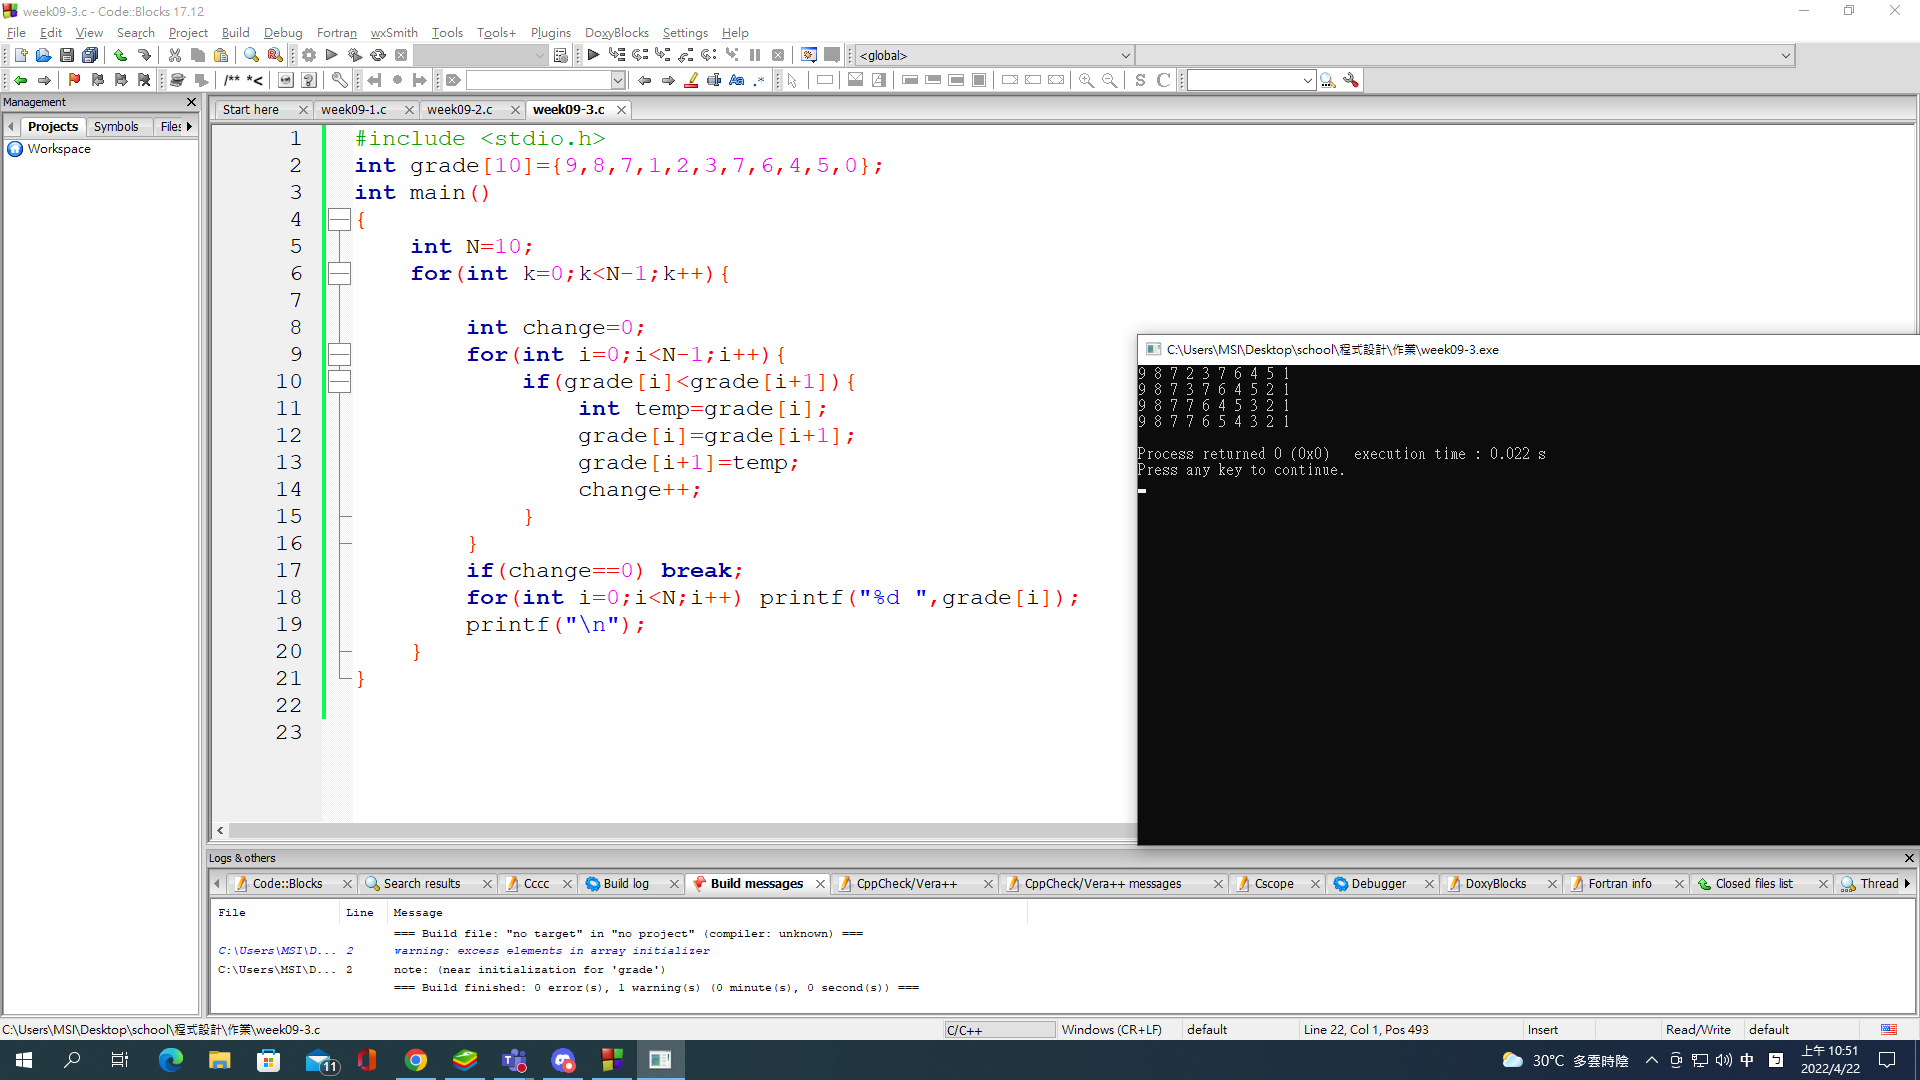 week09-3.c - Code::Blocks 17.12
File Edit View Search Project Build Debug Fortran wxSmith Tools Tools+ Plugins DoxyBlocks Settings Help
<global>
/** *<
Aa .*
S C
Management
Projects Symbols Files
Workspace
Start here week09-1.c week09-2.c week09-3.c
1 #include <stdio.h>
2 int grade[10]={9,8,7,1,2,3,7,6,4,5,0};
3 int main()
4 {
5 int N=10;
6 for(int k=0;k<N-1;k++){
7
8 int change=0;
9 for(int i=0;i<N-1;i++){
10 if(grade[i]<grade[i+1]){
11 int temp=grade[i];
12 grade[i]=grade[i+1];
13 grade[i+1]=temp;
14 change++;
15 }
16 }
17 if(change==0) break;
18 for(int i=0;i<N;i++) printf("%d ",grade[i]);
19 printf("\n");
20 }
21 }
22
23
C:\Users\MSI\Desktop\school\程式設計\作業\week09-3.exe
9 8 7 2 3 7 6 4 5 1
9 8 7 3 7 6 4 5 2 1
9 8 7 7 6 4 5 3 2 1
9 8 7 7 6 5 4 3 2 1
Process returned 0 (0x0) execution time : 0.022 s
Press any key to continue.
Logs & others
Code::Blocks Search results Cccc Build log Build messages CppCheck/Vera++ CppCheck/Vera++ messages Cscope Debugger DoxyBlocks Fortran info Closed files list Thread
File Line Message
=== Build file: "no target" in "no project" (compiler: unknown) ===
C:\Users\MSI\D... 2 warning: excess elements in array initializer
C:\Users\MSI\D... 2 note: (near initialization for 'grade')
=== Build finished: 0 error(s), 1 warning(s) (0 minute(s), 0 second(s)) ===
C:\Users\MSI\Desktop\school\程式設計\作業\week09-3.c C/C++ Windows (CR+LF) default Line 22, Col 1, Pos 493 Insert Read/Write default
11
30°C 多雲時陰 中 上午 10:51
2022/4/22